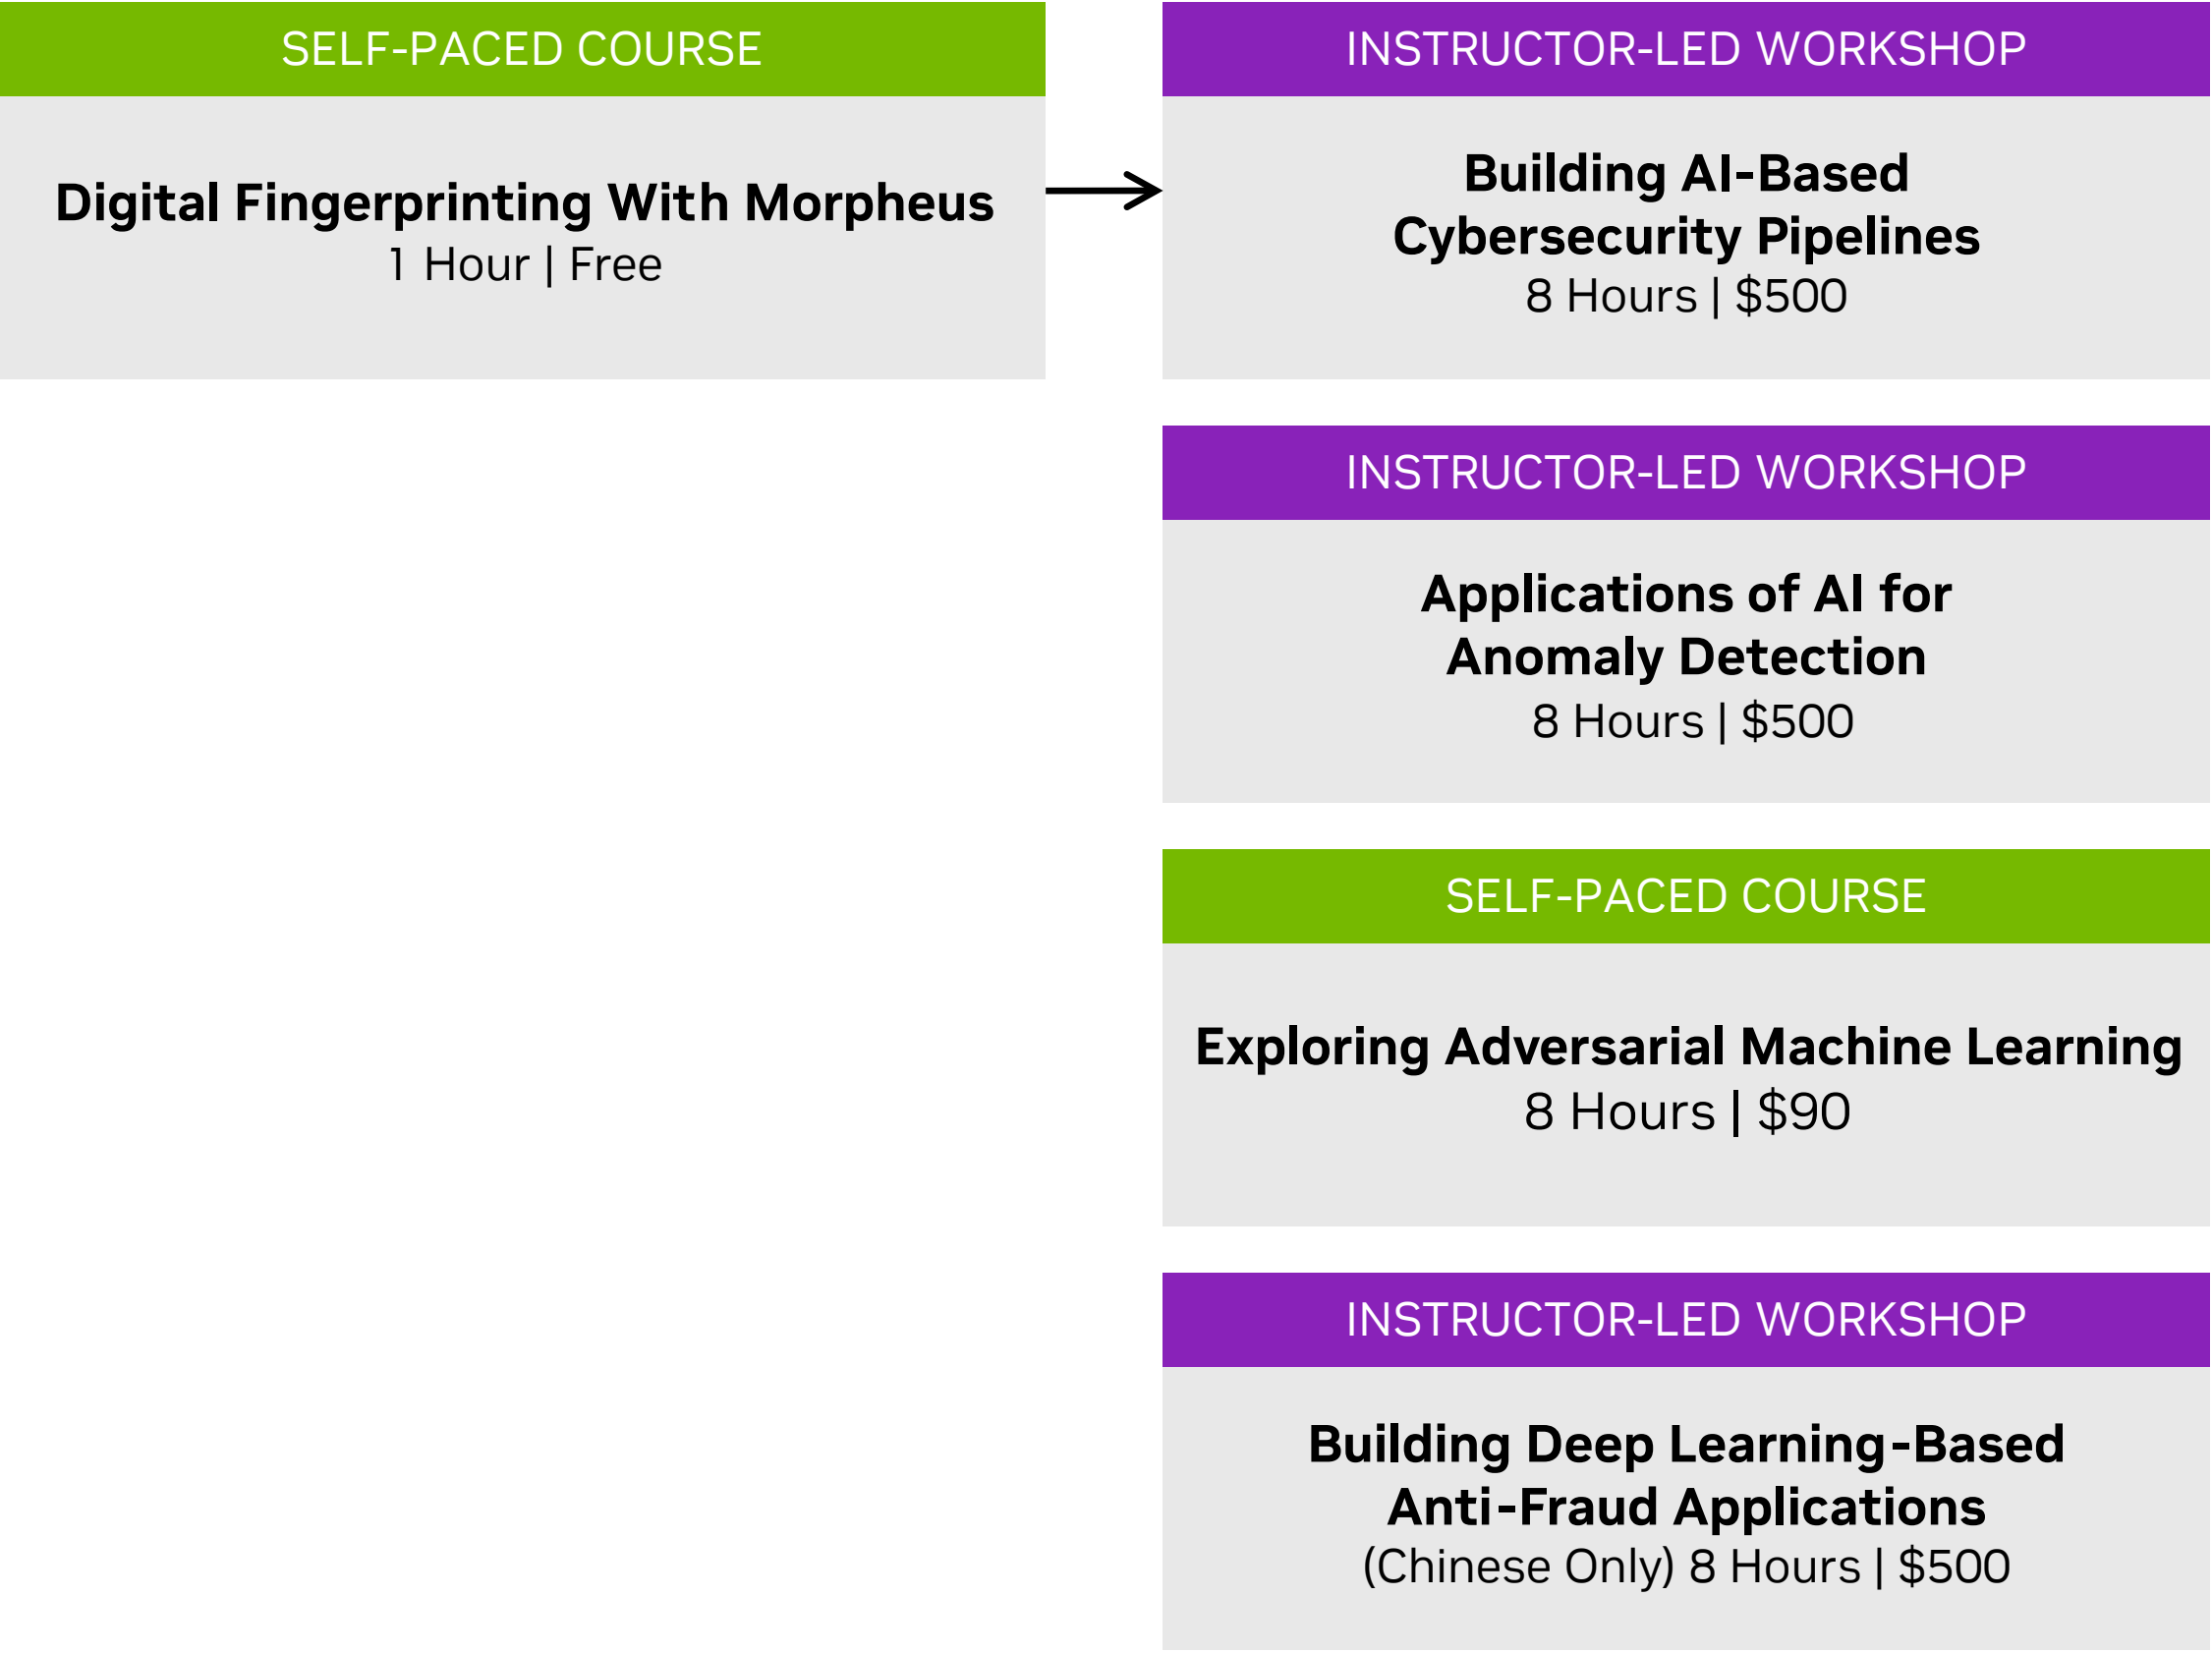 SELF-PACED COURSE
Digital Fingerprinting With Morpheus
1 Hour | Free
INSTRUCTOR-LED WORKSHOP
Building AI-Based
Cybersecurity Pipelines
8 Hours | $500
INSTRUCTOR-LED WORKSHOP
Applications of AI for
Anomaly Detection
8 Hours | $500
SELF-PACED COURSE
Exploring Adversarial Machine Learning
8 Hours | $90
INSTRUCTOR-LED WORKSHOP
Building Deep Learning-Based
Anti-Fraud Applications
(Chinese Only) 8 Hours | $500